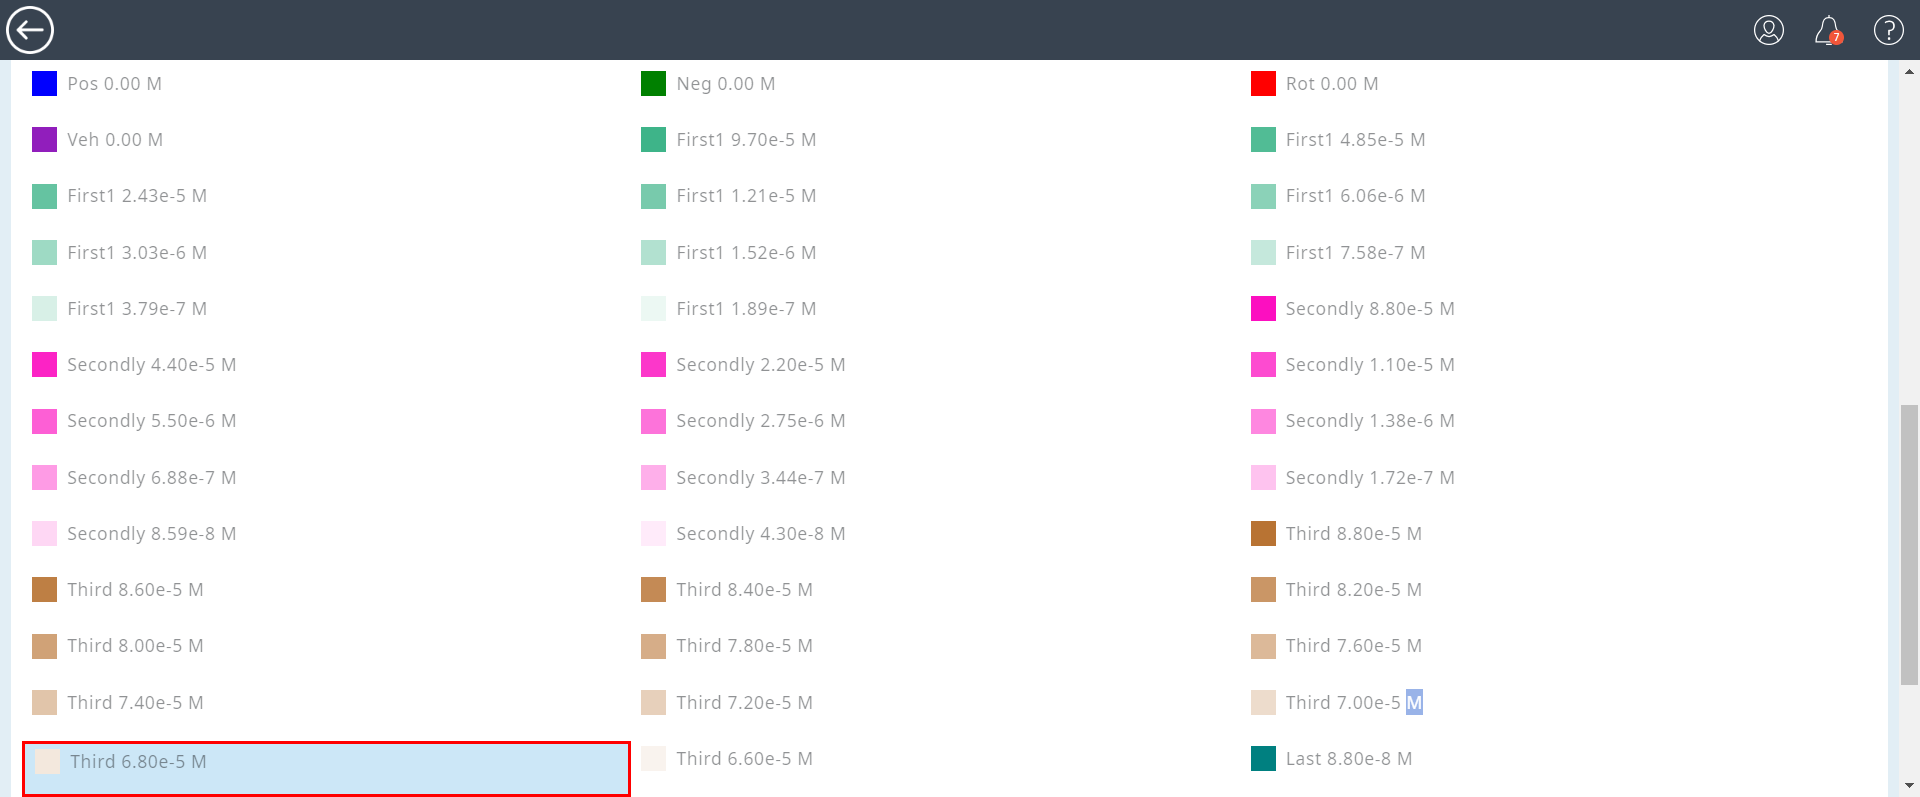 7
Pos 0.00 M
Neg 0.00 M
Rot 0.00 M
Veh 0.00 M
First1 9.70e-5 M
First1 4.85e-5 M
First1 2.43e-5 M
First1 1.21e-5 M
First1 6.06e-6 M
First1 3.03e-6 M
First1 1.52e-6 M
First1 7.58e-7 M
First1 3.79e-7 M
First1 1.89e-7 M
Secondly 8.80e-5 M
Secondly 4.40e-5 M
Secondly 2.20e-5 M
Secondly 1.10e-5 M
Secondly 5.50e-6 M
Secondly 2.75e-6 M
Secondly 1.38e-6 M
Secondly 6.88e-7 M
Secondly 3.44e-7 M
Secondly 1.72e-7 M
Secondly 8.59e-8 M
Secondly 4.30e-8 M
Third 8.80e-5 M
Third 8.60e-5 M
Third 8.40e-5 M
Third 8.20e-5 M
Third 8.00e-5 M
Third 7.80e-5 M
Third 7.60e-5 M
Third 7.40e-5 M
Third 7.20e-5 M
Third 7.00e-5 M
Third 6.80e-5 M
Third 6.60e-5 M
Last 8.80e-8 M